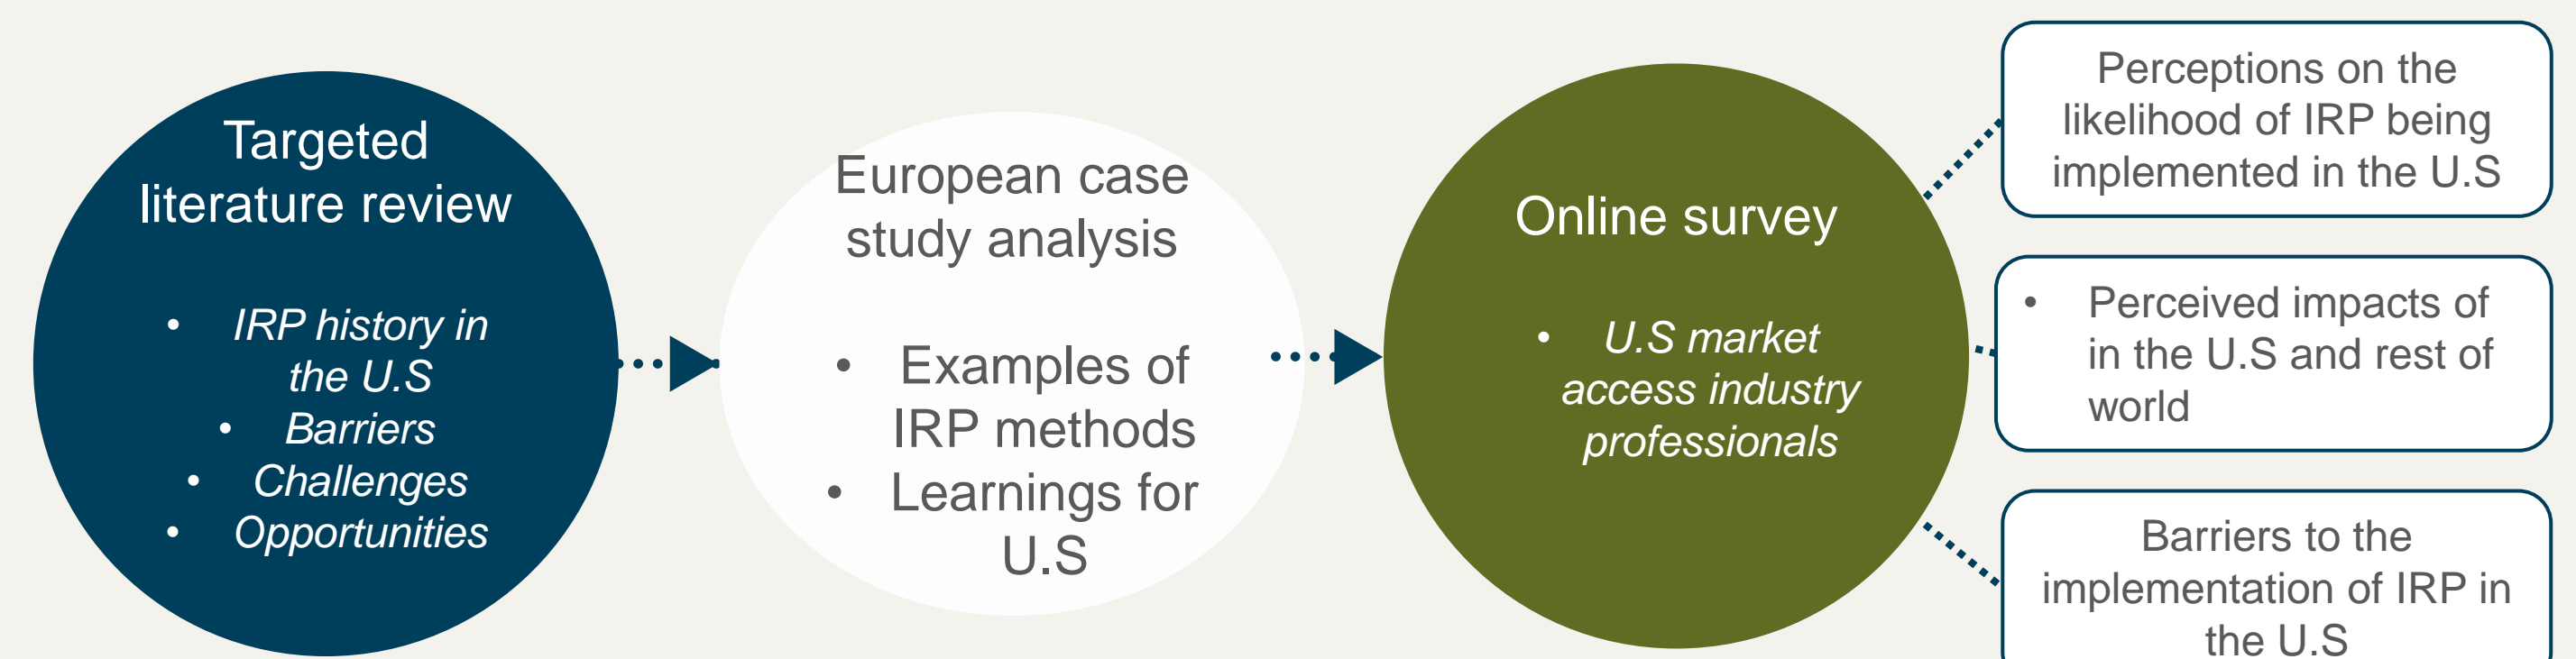 Targeted
literature review
• IRP history in
the U.S
• Barriers
• Challenges
• Opportunities
European case
study analysis
• Examples of
IRP methods
• Learnings for
U.S
Online survey
• U.S market
access industry
professionals
Perceptions on the
likelihood of IRP being
implemented in the U.S
• Perceived impacts of
in the U.S and rest of
world
Barriers to the
implementation of IRP in
the U.S